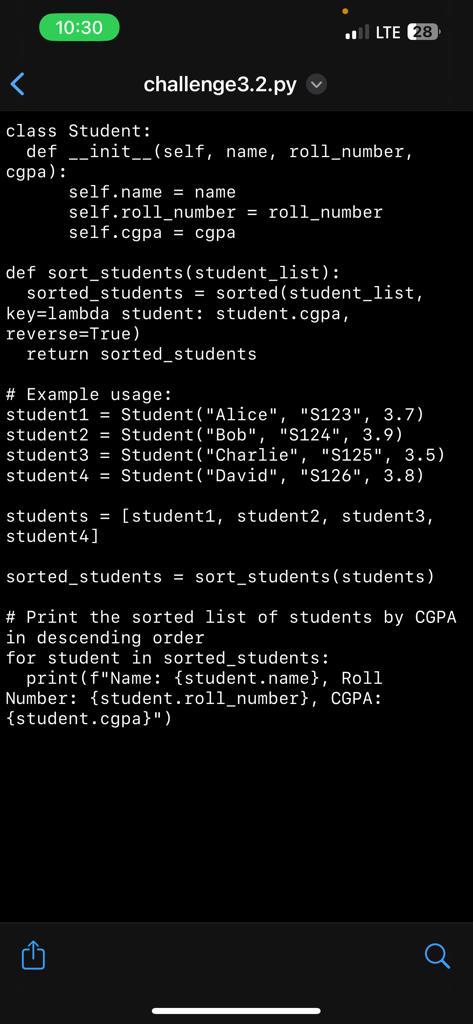 10:30
LTE 28
challenge3.2.py
class Student:
  def __init__(self, name, roll_number,
cgpa):
      self.name = name
      self.roll_number = roll_number
      self.cgpa = cgpa

def sort_students(student_list):
  sorted_students = sorted(student_list,
key=lambda student: student.cgpa,
reverse=True)
  return sorted_students

# Example usage:
student1 = Student("Alice", "S123", 3.7)
student2 = Student("Bob", "S124", 3.9)
student3 = Student("Charlie", "S125", 3.5)
student4 = Student("David", "S126", 3.8)

students = [student1, student2, student3,
student4]

sorted_students = sort_students(students)

# Print the sorted list of students by CGPA
in descending order
for student in sorted_students:
  print(f"Name: {student.name}, Roll
Number: {student.roll_number}, CGPA:
{student.cgpa}")